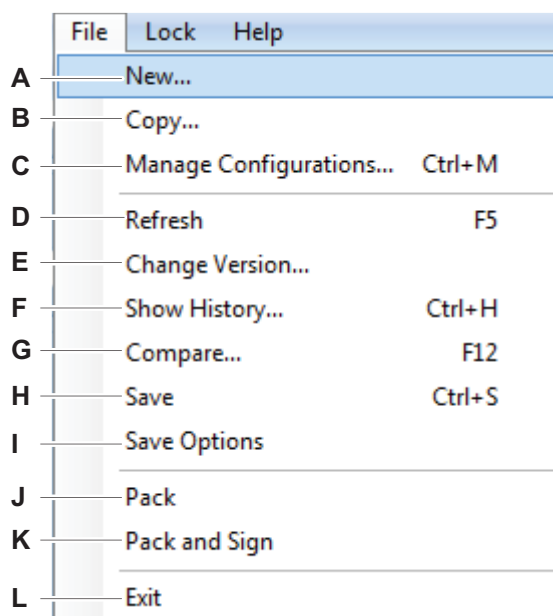 File Lock Help
A New...
B Copy...
C Manage Configurations... Ctrl+M
D Refresh F5
E Change Version...
F Show History... Ctrl+H
G Compare... F12
H Save Ctrl+S
I Save Options
J Pack
K Pack and Sign
L Exit